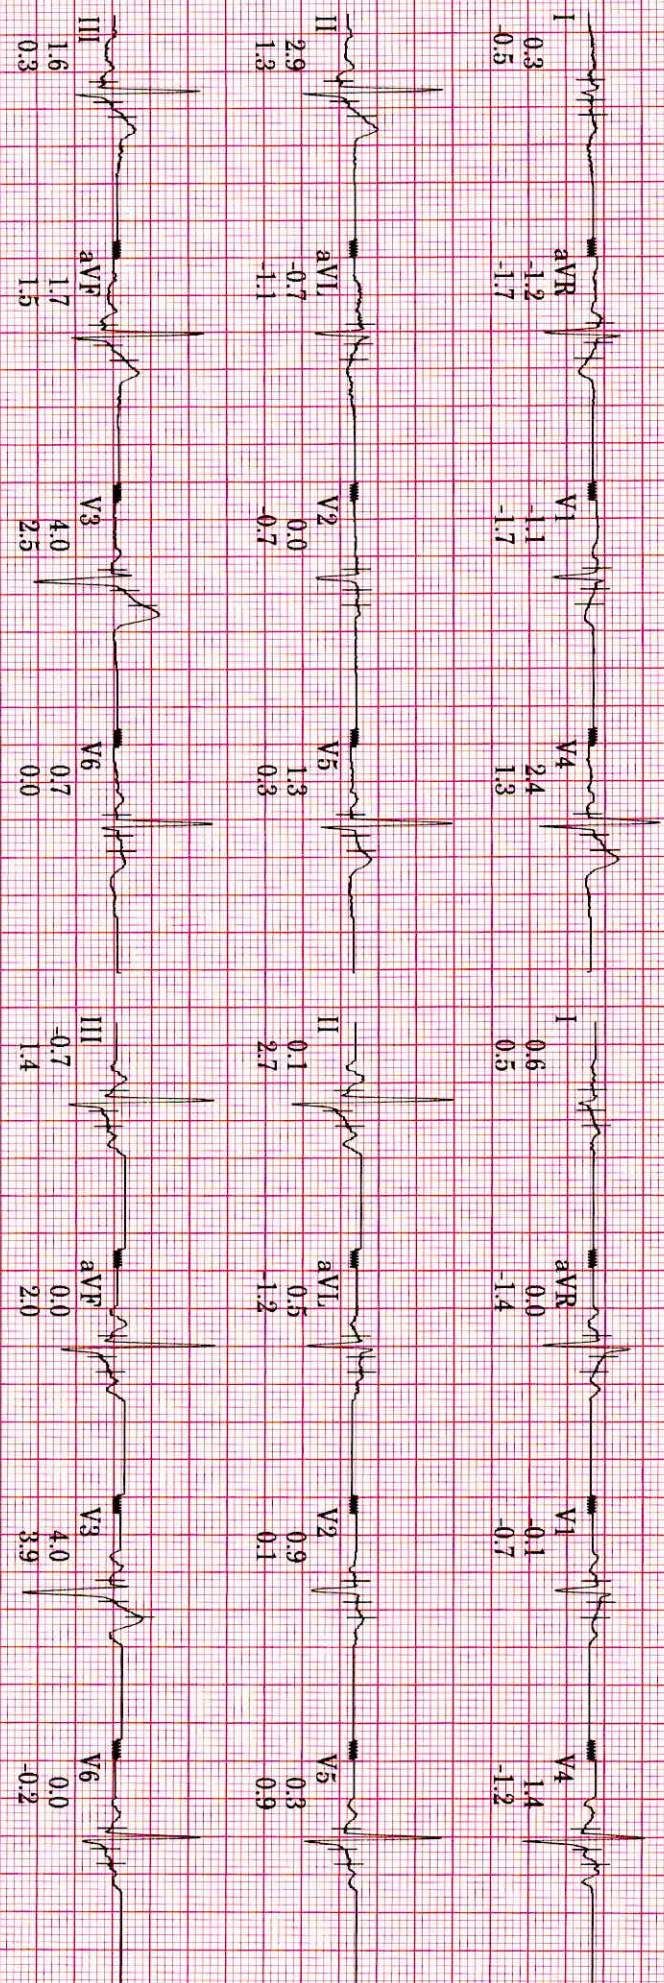 I aVR V1 V4 I aVR V1 V4
0.3 -1.2 -1.1 2.4 0.6 0.0 -0.1 1.4
-0.5 -1.7 -1.7 1.3 0.5 -1.4 -0.7 -1.2
II aVL V2 V5 II aVL V2 V5
2.9 -0.7 0.0 1.3 0.1 0.5 0.9 0.3
1.3 -1.1 -0.7 0.3 2.7 -1.2 0.1 0.9
III aVF V3 V6 III aVF V3 V6
1.6 1.7 4.0 0.7 -0.7 0.0 4.0 0.0
0.3 1.5 2.5 0.0 1.4 2.0 3.9 -0.2